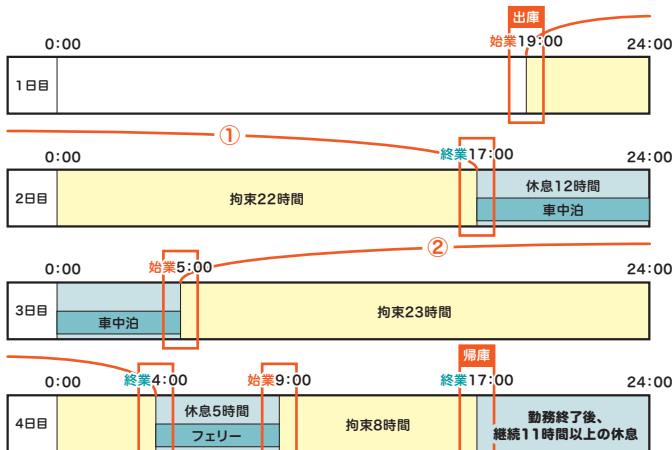 出庫
0:00 始業19:00 24:00
1日目
①
0:00 終業17:00 24:00
2日目 拘束22時間 休息12時間
車中泊
②
0:00 始業5:00 24:00
3日目 車中泊 拘束23時間
帰庫
0:00 終業4:00 始業9:00 終業17:00 24:00
4日目 休息5時間 拘束8時間 勤務終了後、
フェリー 継続11時間以上の休息